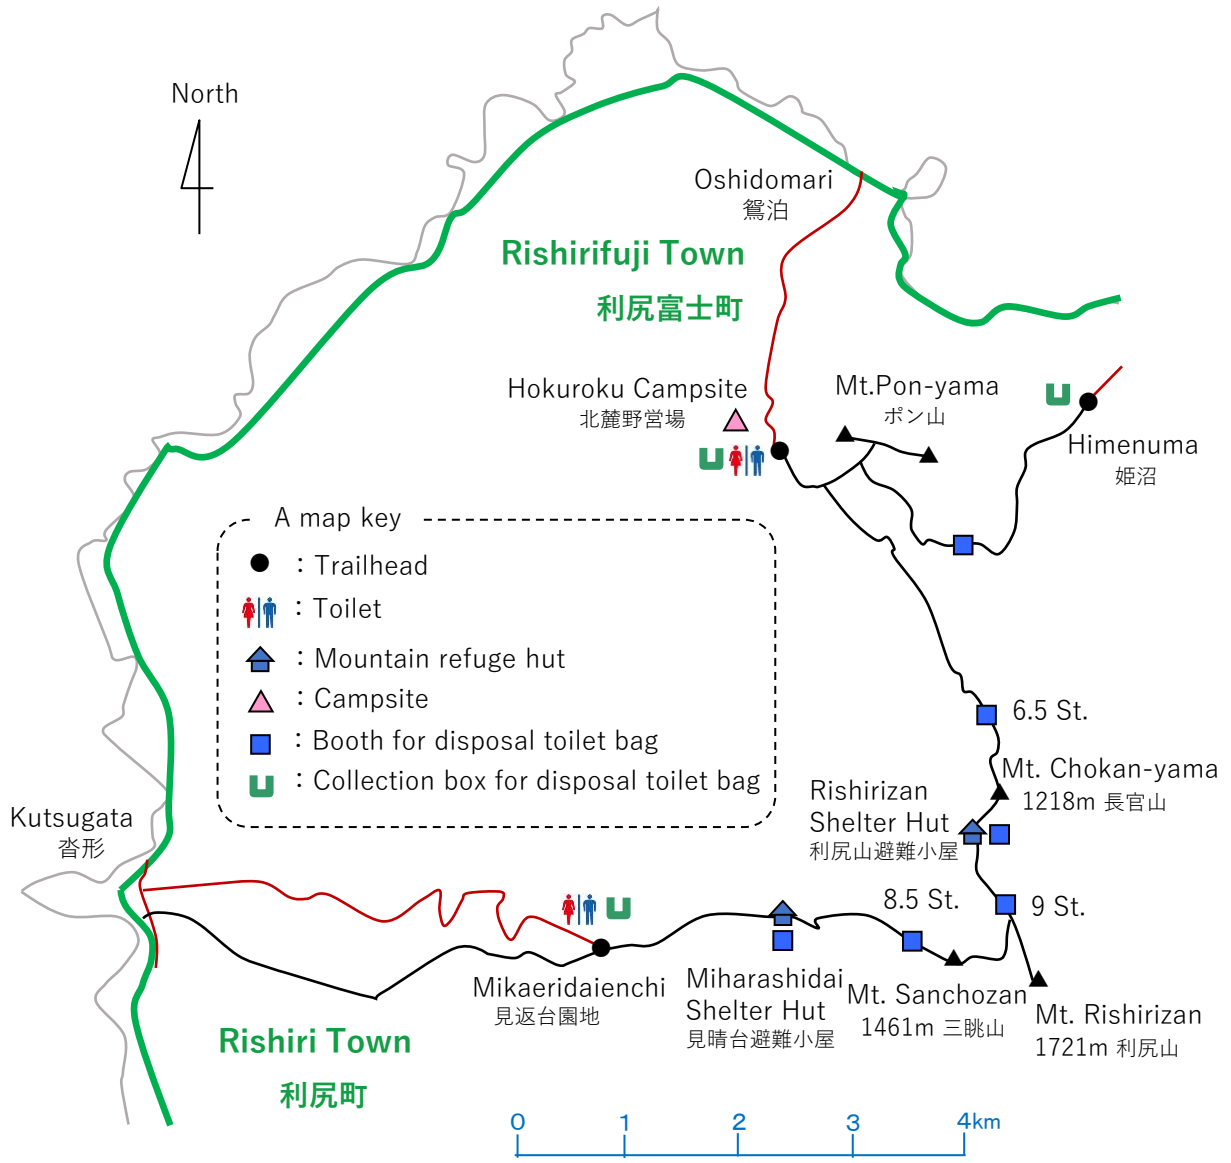 North
Oshidomari
鴛泊
Rishirifuji Town
利尻富士町
Hokuroku Campsite
北麓野営場
Mt.Pon-yama
ポン山
Himenuma
姫沼
A map key
：Trailhead
：Toilet
：Mountain refuge hut
：Campsite
：Booth for disposal toilet bag
：Collection box for disposal toilet bag
6.5 St.
Mt. Chokan-yama
1218m 長官山
Rishirizan
Shelter Hut
利尻山避難小屋
Kutsugata
沓形
8.5 St.
9 St.
Mikaeridaienchi
見返台園地
Miharashidai
Shelter Hut
見晴台避難小屋
Mt. Sanchozan
1461m 三眺山
Mt. Rishirizan
1721m 利尻山
Rishiri Town
利尻町
0 1 2 3 4km